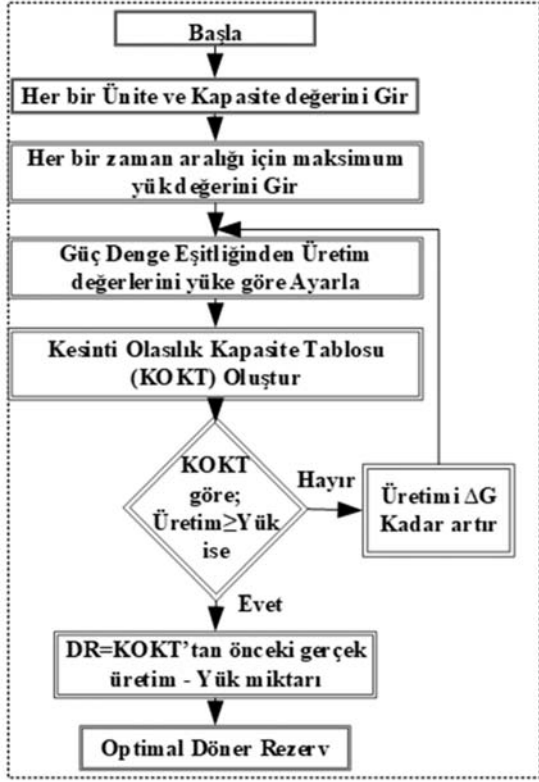 Başla
Her bir Ünite ve Kapasite değerini Gir
Her bir zaman aralığı için maksimum
yük değerini Gir
Güç Denge Eşitliğinden Üretim
değerlerini yüke göre Ayarla
Kesinti Olasılık Kapasite Tablosu
(KOKT) Oluştur
KOKT
göre;
Üretim≥Yük
ise
Hayır
Üretimi ΔG
Kadar artır
Evet
DR=KOKT’tan önceki gerçek
üretim - Yük miktarı
Optimal Döner Rezerv